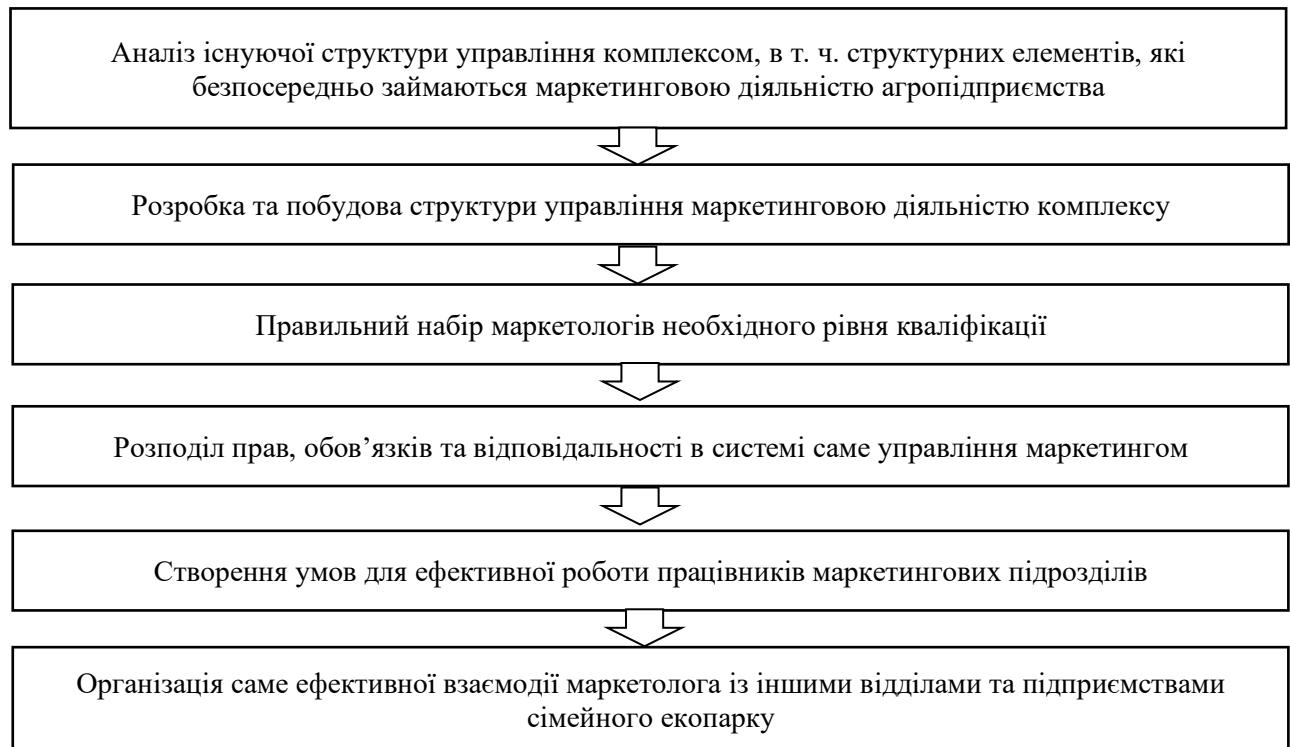 Аналіз існуючої структури управління комплексом, в т. ч. структурних елементів, які
безпосередньо займаються маркетинговою діяльністю агропідприємства
Розробка та побудова структури управління маркетинговою діяльністю комплексу
Правильний набір маркетологів необхідного рівня кваліфікації
Розподіл прав, обов’язків та відповідальності в системі саме управління маркетингом
Створення умов для ефективної роботи працівників маркетингових підрозділів
Організація саме ефективної взаємодії маркетолога із іншими відділами та підприємствами
сімейного екопарку